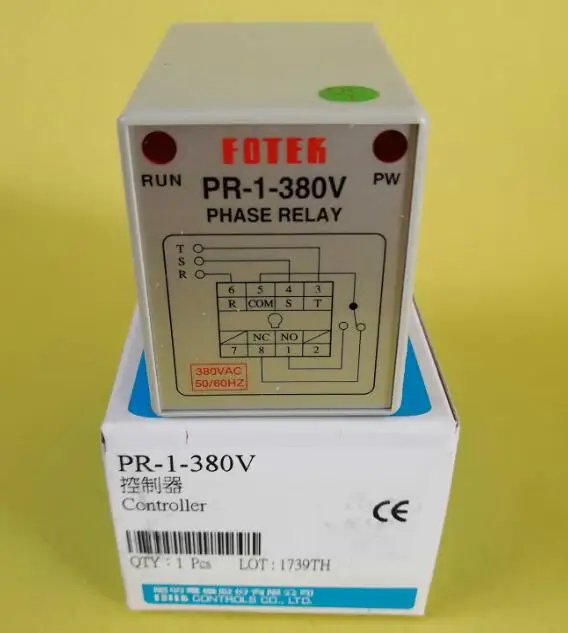 FOTEK
RUN PW
PR-1-380V
PHASE RELAY
T
S
R
6 5 4 3
R COM S T
NC NO
7 8 1 2
380VAC
50/60HZ
PR-1-380V
控制器
Controller
CE
QTY : 1 Pcs LOT : 1739TH
FOTEK CONTROLS CO., LTD.